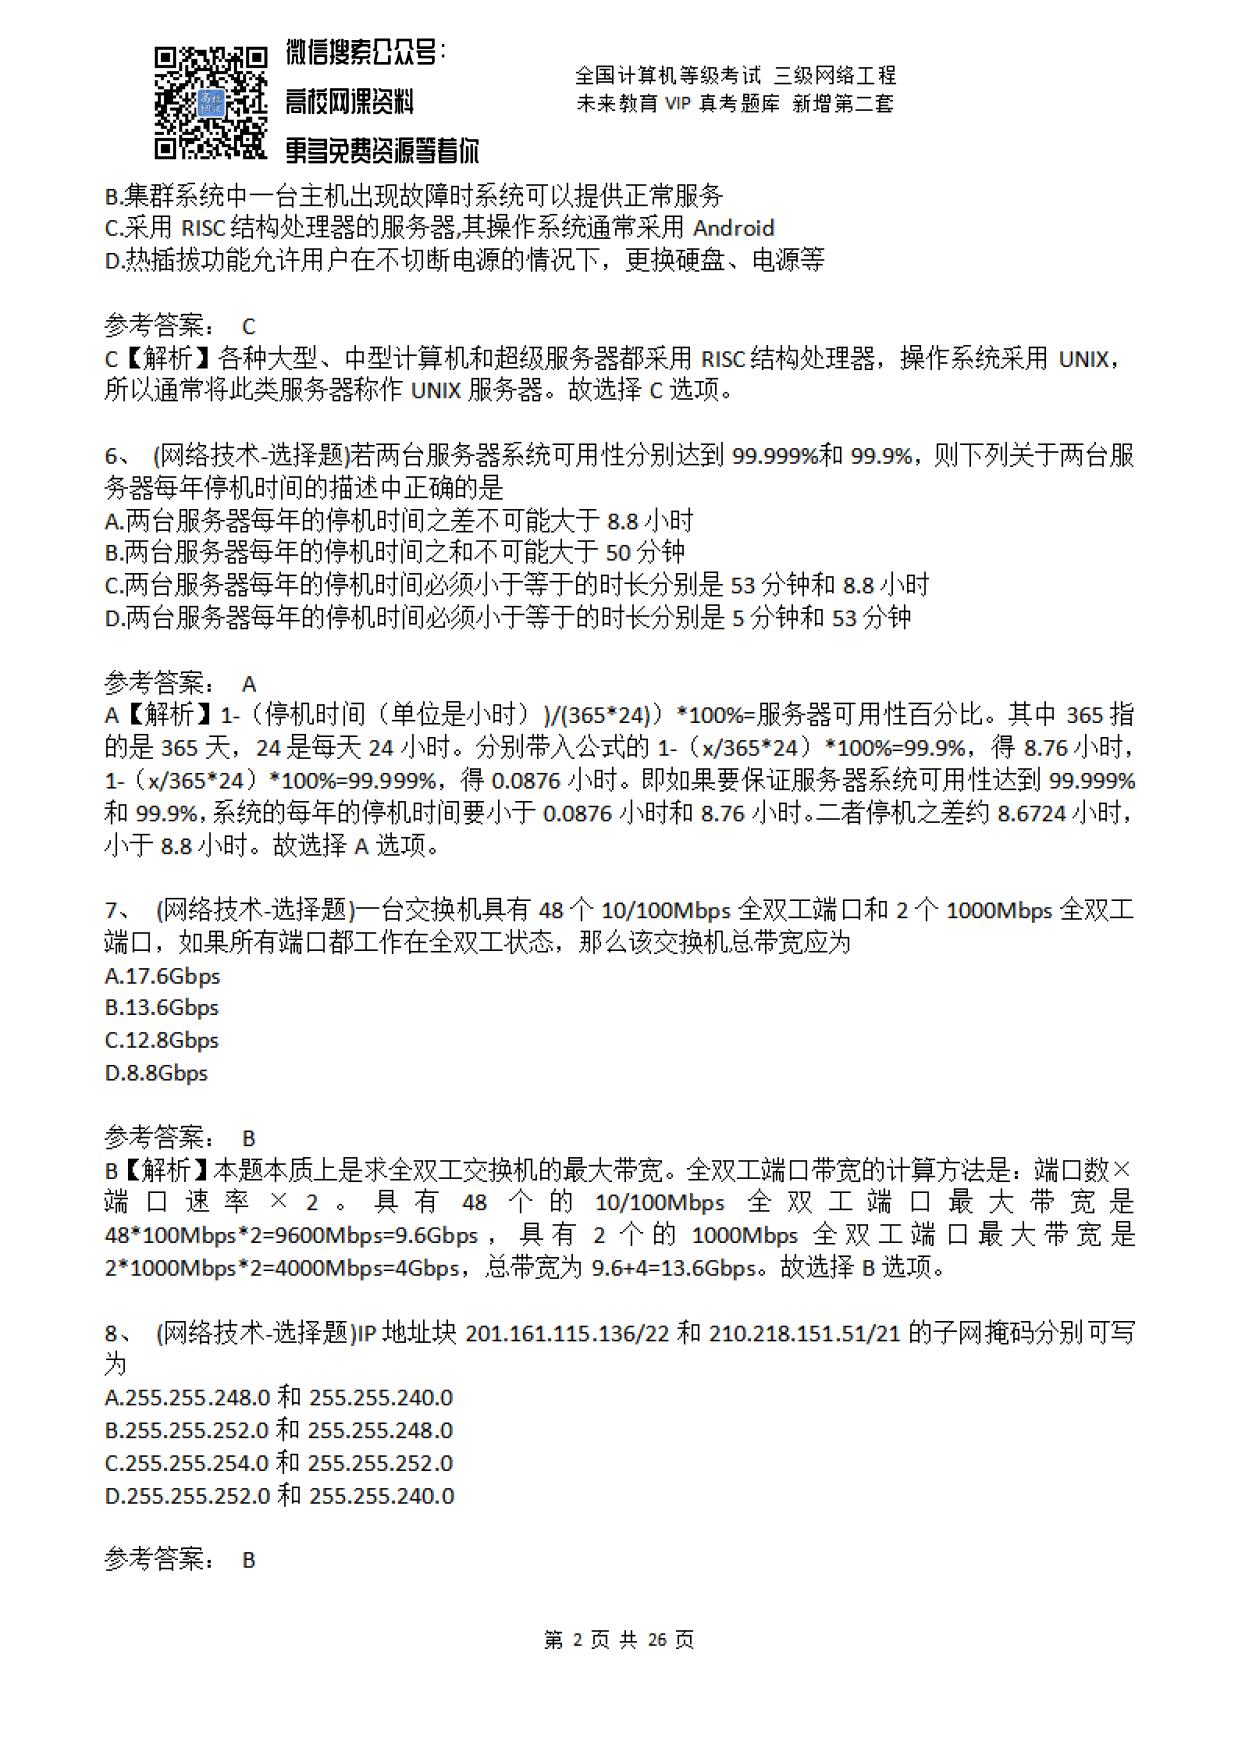 微信搜索公众号：
高校网课资料
更多免费资源等着你
全国计算机等级考试 三级网络工程
未来教育 VIP 真考题库 新增第二套
B.集群系统中一台主机出现故障时系统可以提供正常服务
C.采用 RISC 结构处理器的服务器,其操作系统通常采用 Android
D.热插拔功能允许用户在不切断电源的情况下，更换硬盘、电源等
参考答案： C
C【解析】各种大型、中型计算机和超级服务器都采用 RISC 结构处理器，操作系统采用 UNIX，
所以通常将此类服务器称作 UNIX 服务器。故选择 C 选项。
6、 (网络技术-选择题)若两台服务器系统可用性分别达到 99.999%和 99.9%，则下列关于两台服
务器每年停机时间的描述中正确的是
A.两台服务器每年的停机时间之差不可能大于 8.8 小时
B.两台服务器每年的停机时间之和不可能大于 50 分钟
C.两台服务器每年的停机时间必须小于等于的时长分别是 53 分钟和 8.8 小时
D.两台服务器每年的停机时间必须小于等于的时长分别是 5 分钟和 53 分钟
参考答案： A
A【解析】1-（停机时间（单位是小时）)/(365*24)）*100%=服务器可用性百分比。其中 365 指
的是 365 天，24 是每天 24 小时。分别带入公式的 1-（x/365*24）*100%=99.9%，得 8.76 小时，
1-（x/365*24）*100%=99.999%，得 0.0876 小时。即如果要保证服务器系统可用性达到 99.999%
和 99.9%，系统的每年的停机时间要小于 0.0876 小时和 8.76 小时。二者停机之差约 8.6724 小时，
小于 8.8 小时。故选择 A 选项。
7、 (网络技术-选择题)一台交换机具有 48 个 10/100Mbps 全双工端口和 2 个 1000Mbps 全双工
端口，如果所有端口都工作在全双工状态，那么该交换机总带宽应为
A.17.6Gbps
B.13.6Gbps
C.12.8Gbps
D.8.8Gbps
参考答案： B
B【解析】本题本质上是求全双工交换机的最大带宽。全双工端口带宽的计算方法是：端口数×
端口速率×2。具有 48 个的 10/100Mbps 全双工端口最大带宽是
48*100Mbps*2=9600Mbps=9.6Gbps，具有 2 个的 1000Mbps 全双工端口最大带宽是
2*1000Mbps*2=4000Mbps=4Gbps，总带宽为 9.6+4=13.6Gbps。故选择 B 选项。
8、 (网络技术-选择题)IP 地址块 201.161.115.136/22 和 210.218.151.51/21 的子网掩码分别可写
为
A.255.255.248.0 和 255.255.240.0
B.255.255.252.0 和 255.255.248.0
C.255.255.254.0 和 255.255.252.0
D.255.255.252.0 和 255.255.240.0
参考答案： B
第 2 页 共 26 页